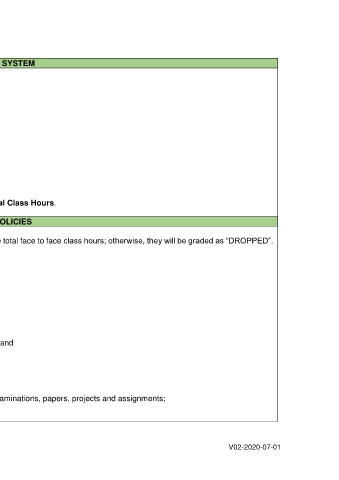 SYSTEM
al Class Hours.
OLICIES
total face to face class hours; otherwise, they will be graded as “DROPPED”.
and
aminations, papers, projects and assignments;
V02-2020-07-01